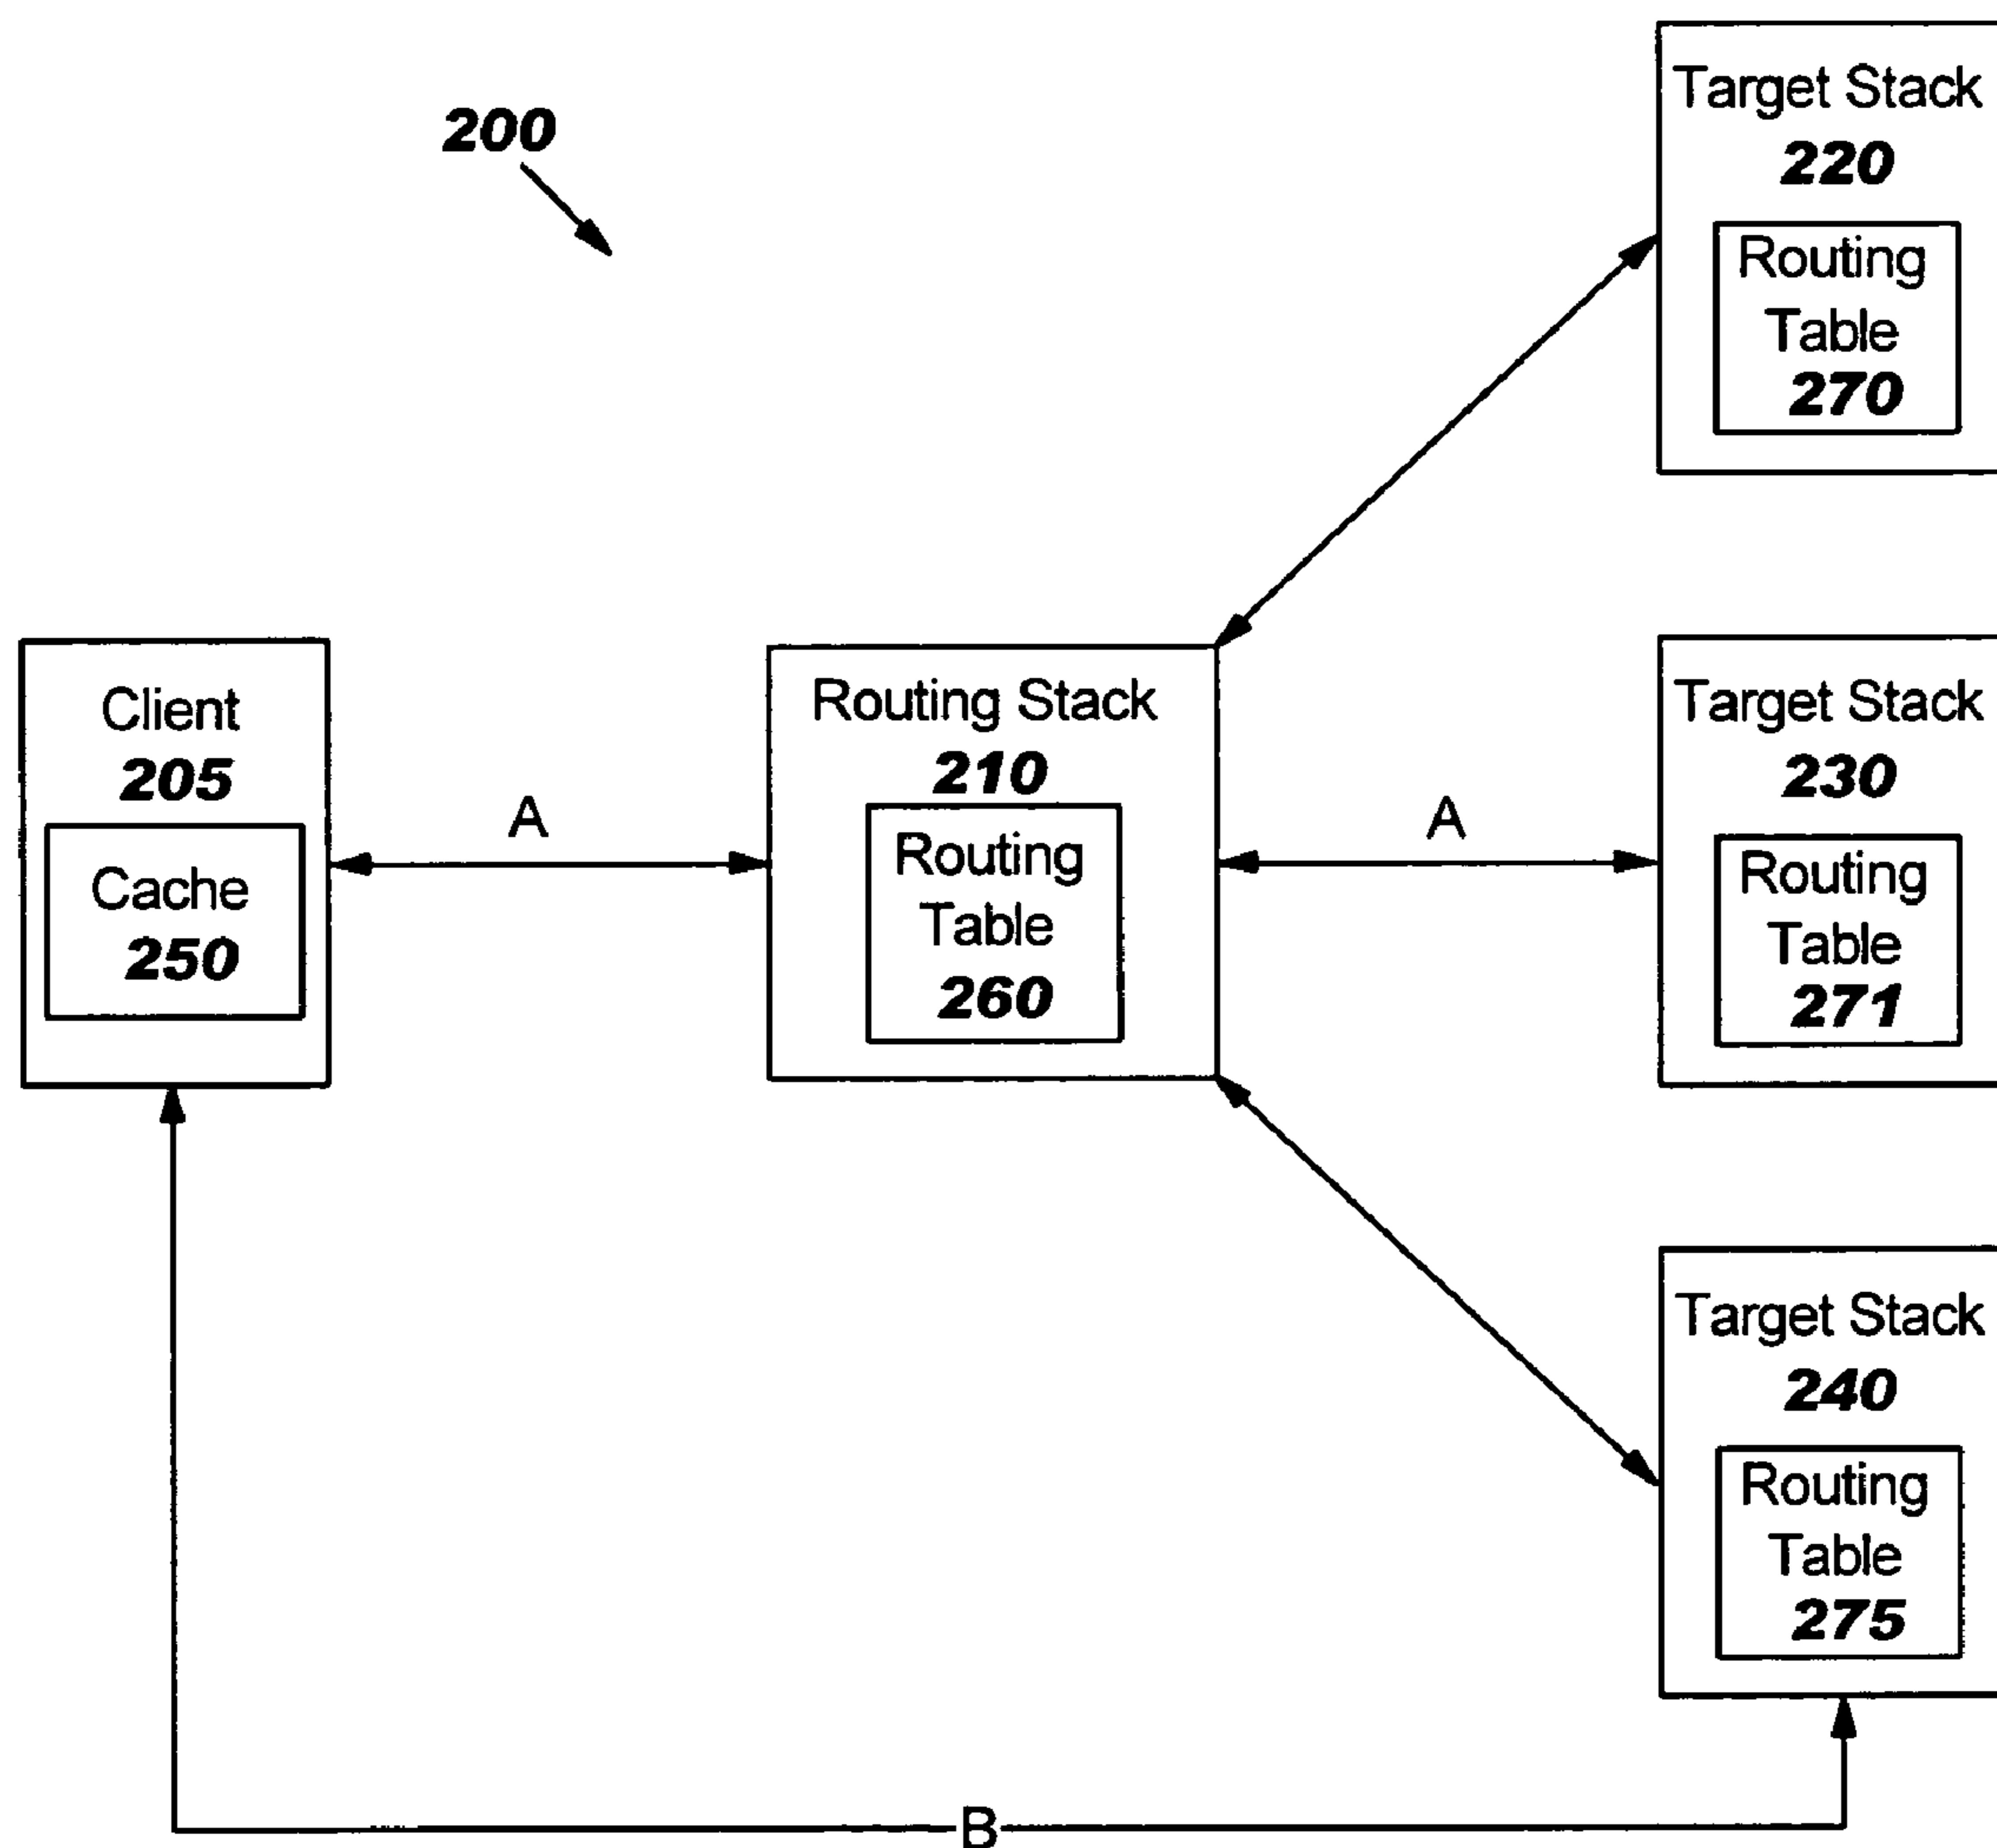 200
Target Stack
220
Routing
Table
270
Client
205
Cache
250
A
Routing Stack
210
Routing
Table
260
A
Target Stack
230
Routing
Table
271
Target Stack
240
Routing
Table
275
B